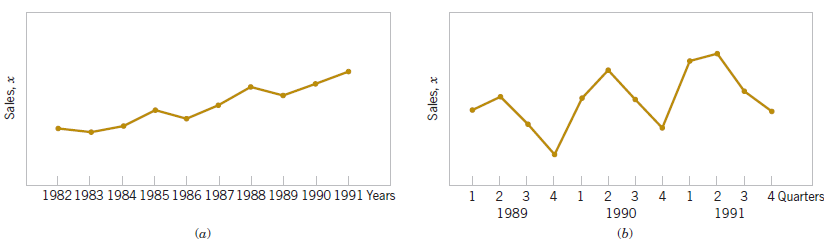 Sales, x
1982 1983 1984 1985 1986 1987 1988 1989 1990 1991 Years
(a)
Sales, x
1 2 3 4 1 2 3 4 1 2 3 4 Quarters
1989 1990 1991
(b)